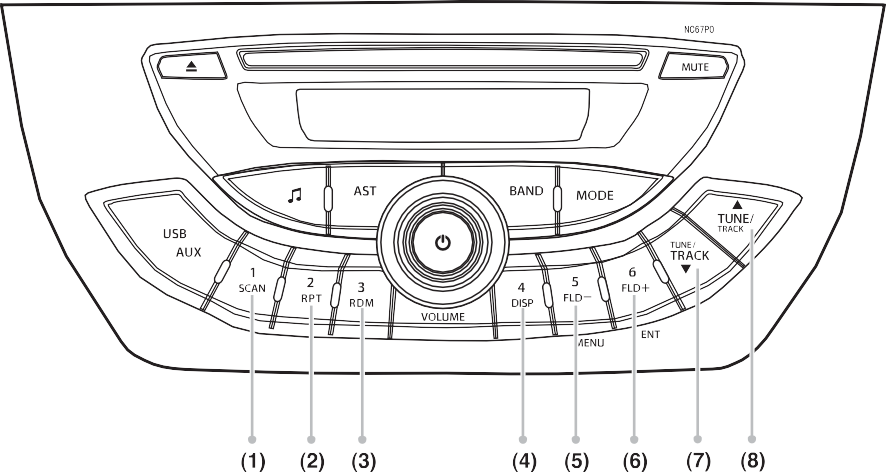 NC67P0
▲ MUTE
♫ AST BAND MODE
▲
TUNE/
TRACK
USB
AUX
TUNE/
TRACK
▼
1
SCAN
2
RPT
3
RDM
VOLUME
4
DISP
5
FLD−
6
FLD+
MENU
ENT
(1) (2) (3) (4) (5) (6) (7) (8)